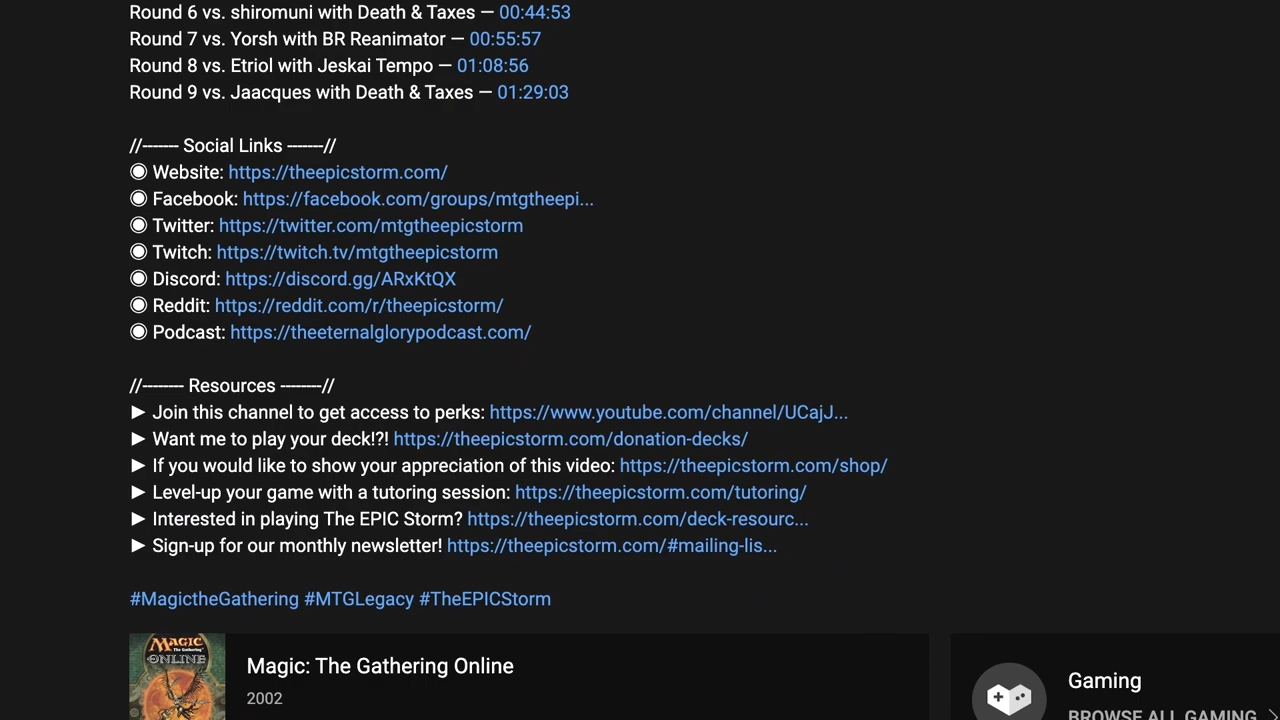 Round 6 vs. shiromuni with Death & Taxes — 00:44:53
Round 7 vs. Yorsh with BR Reanimator — 00:55:57
Round 8 vs. Etriol with Jeskai Tempo — 01:08:56
Round 9 vs. Jaacques with Death & Taxes — 01:29:03
//------- Social Links -------//
◉ Website: https://theepicstorm.com/
◉ Facebook: https://facebook.com/groups/mtgtheepi...
◉ Twitter: https://twitter.com/mtgtheepicstorm
◉ Twitch: https://twitch.tv/mtgtheepicstorm
◉ Discord: https://discord.gg/ARxKtQX
◉ Reddit: https://reddit.com/r/theepicstorm/
◉ Podcast: https://theeternalglorypodcast.com/
//-------- Resources --------//
► Join this channel to get access to perks: https://www.youtube.com/channel/UCajJ...
► Want me to play your deck!?! https://theepicstorm.com/donation-decks/
► If you would like to show your appreciation of this video: https://theepicstorm.com/shop/
► Level-up your game with a tutoring session: https://theepicstorm.com/tutoring/
► Interested in playing The EPIC Storm? https://theepicstorm.com/deck-resourc...
► Sign-up for our monthly newsletter! https://theepicstorm.com/#mailing-lis...
#MagictheGathering #MTGLegacy #TheEPICStorm
MAGIC
The Gathering
ONLINE
Magic: The Gathering Online
2002
Gaming
BROWSE ALL GAMING